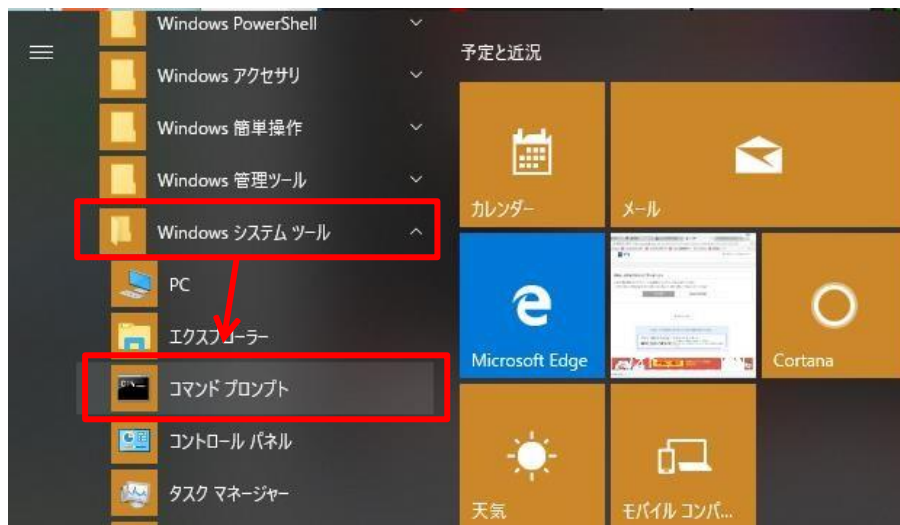 Windows PowerShell
Windows アクセサリ
Windows 簡単操作
Windows 管理ツール
Windows システム ツール
PC
エクスプローラー
コマンド プロンプト
コントロール パネル
タスク マネージャー
予定と近況
カレンダー
メール
Microsoft Edge
Cortana
天気
モバイル コンパ...